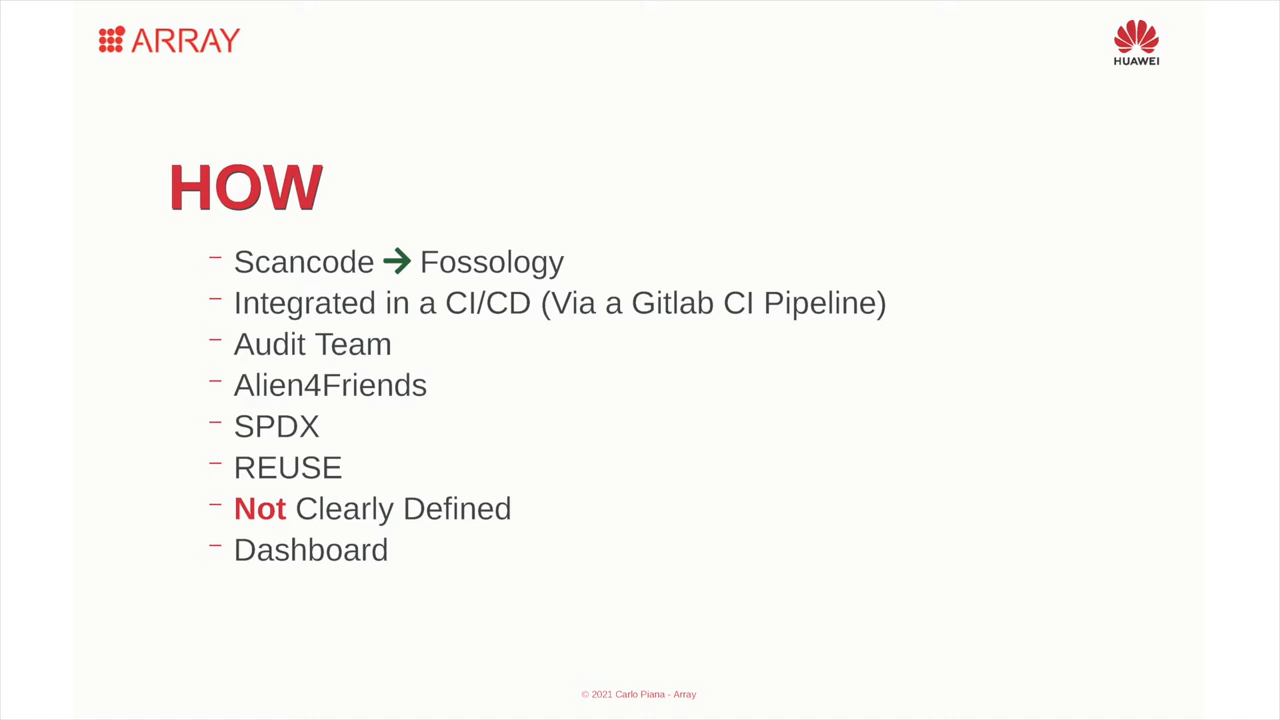 ARRAY
HUAWEI
HOW
– Scancode → Fossology
– Integrated in a CI/CD (Via a Gitlab CI Pipeline)
– Audit Team
– Alien4Friends
– SPDX
– REUSE
– Not Clearly Defined
– Dashboard
© 2021 Carlo Piana - Array